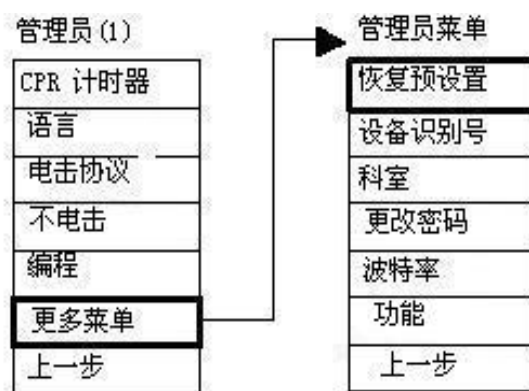 管理员(1)
CPR 计时器
语言
电击协议
不电击
编程
更多菜单
上一步
管理员菜单
恢复预设置
设备识别号
科室
更改密码
波特率
功能
上一步